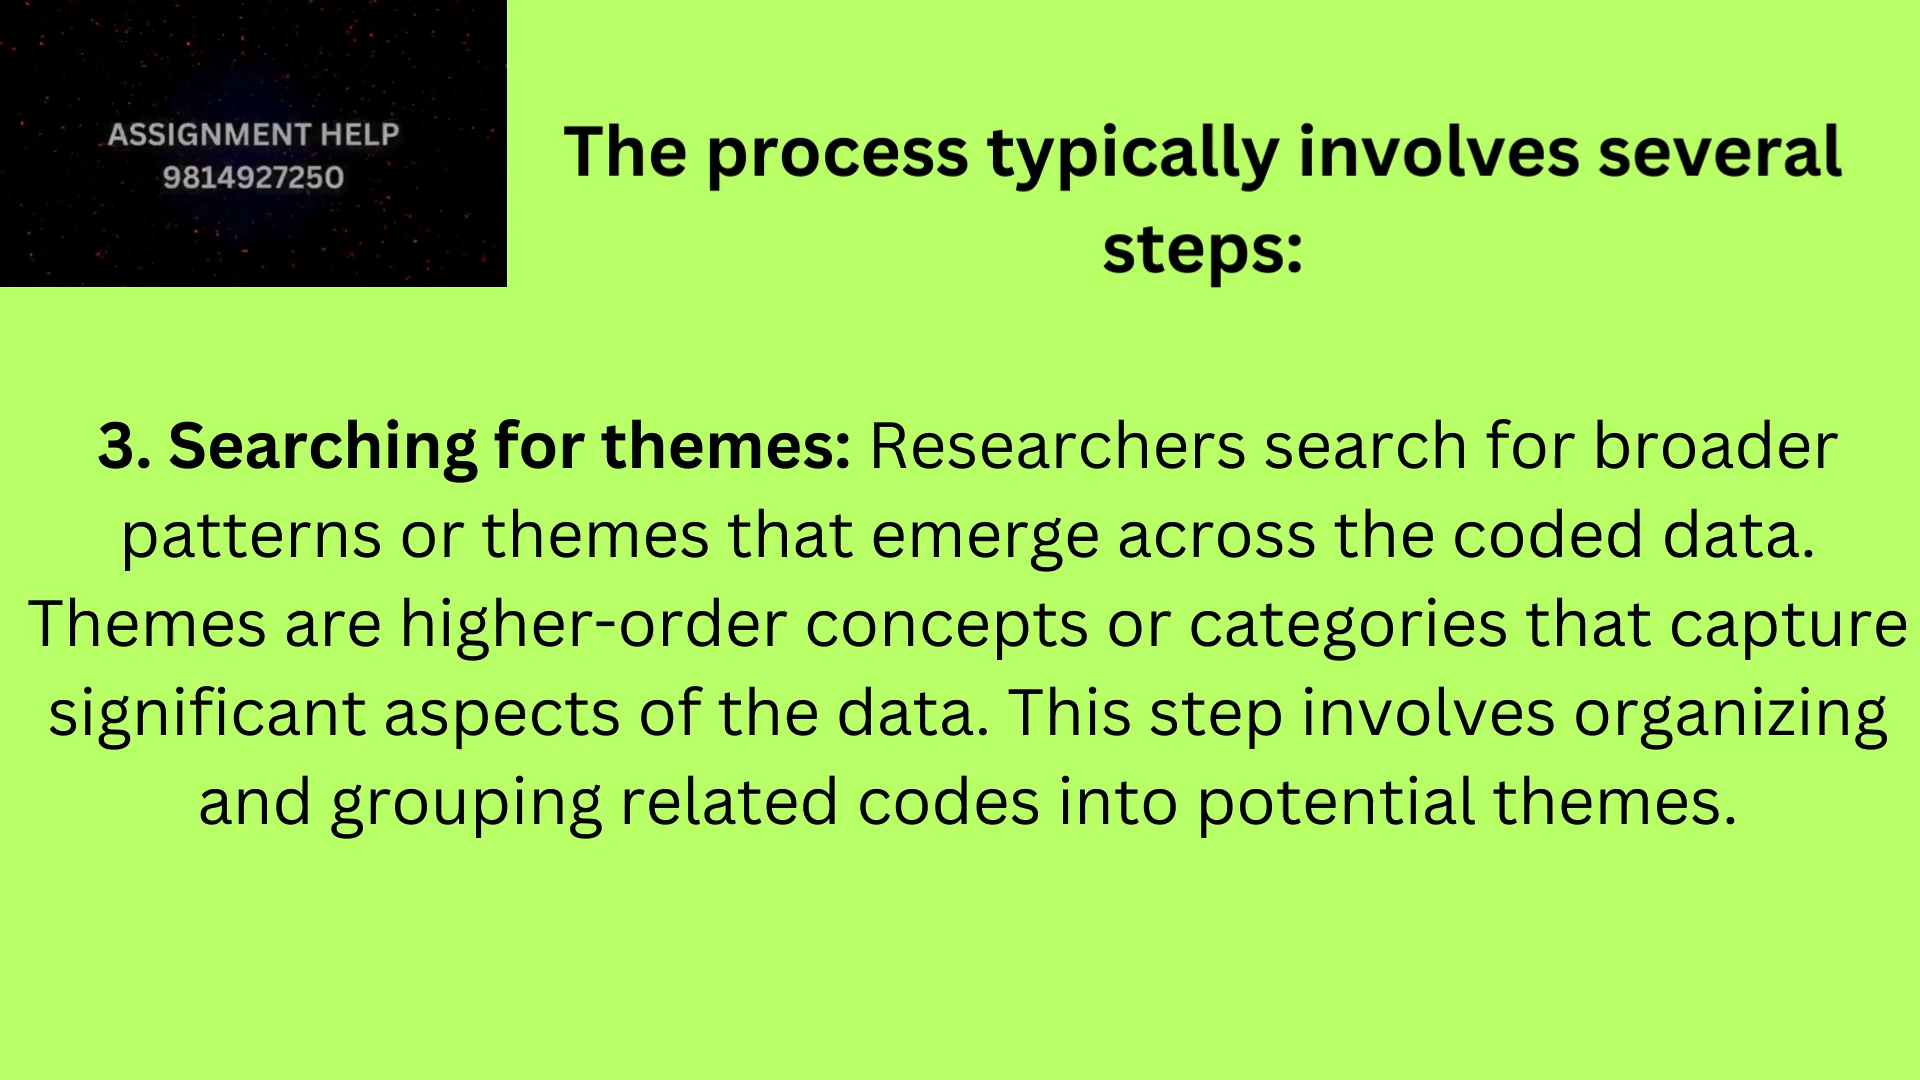 ASSIGNMENT HELP
9814927250
The process typically involves several
steps:
3. Searching for themes: Researchers search for broader
patterns or themes that emerge across the coded data.
Themes are higher-order concepts or categories that capture
significant aspects of the data. This step involves organizing
and grouping related codes into potential themes.